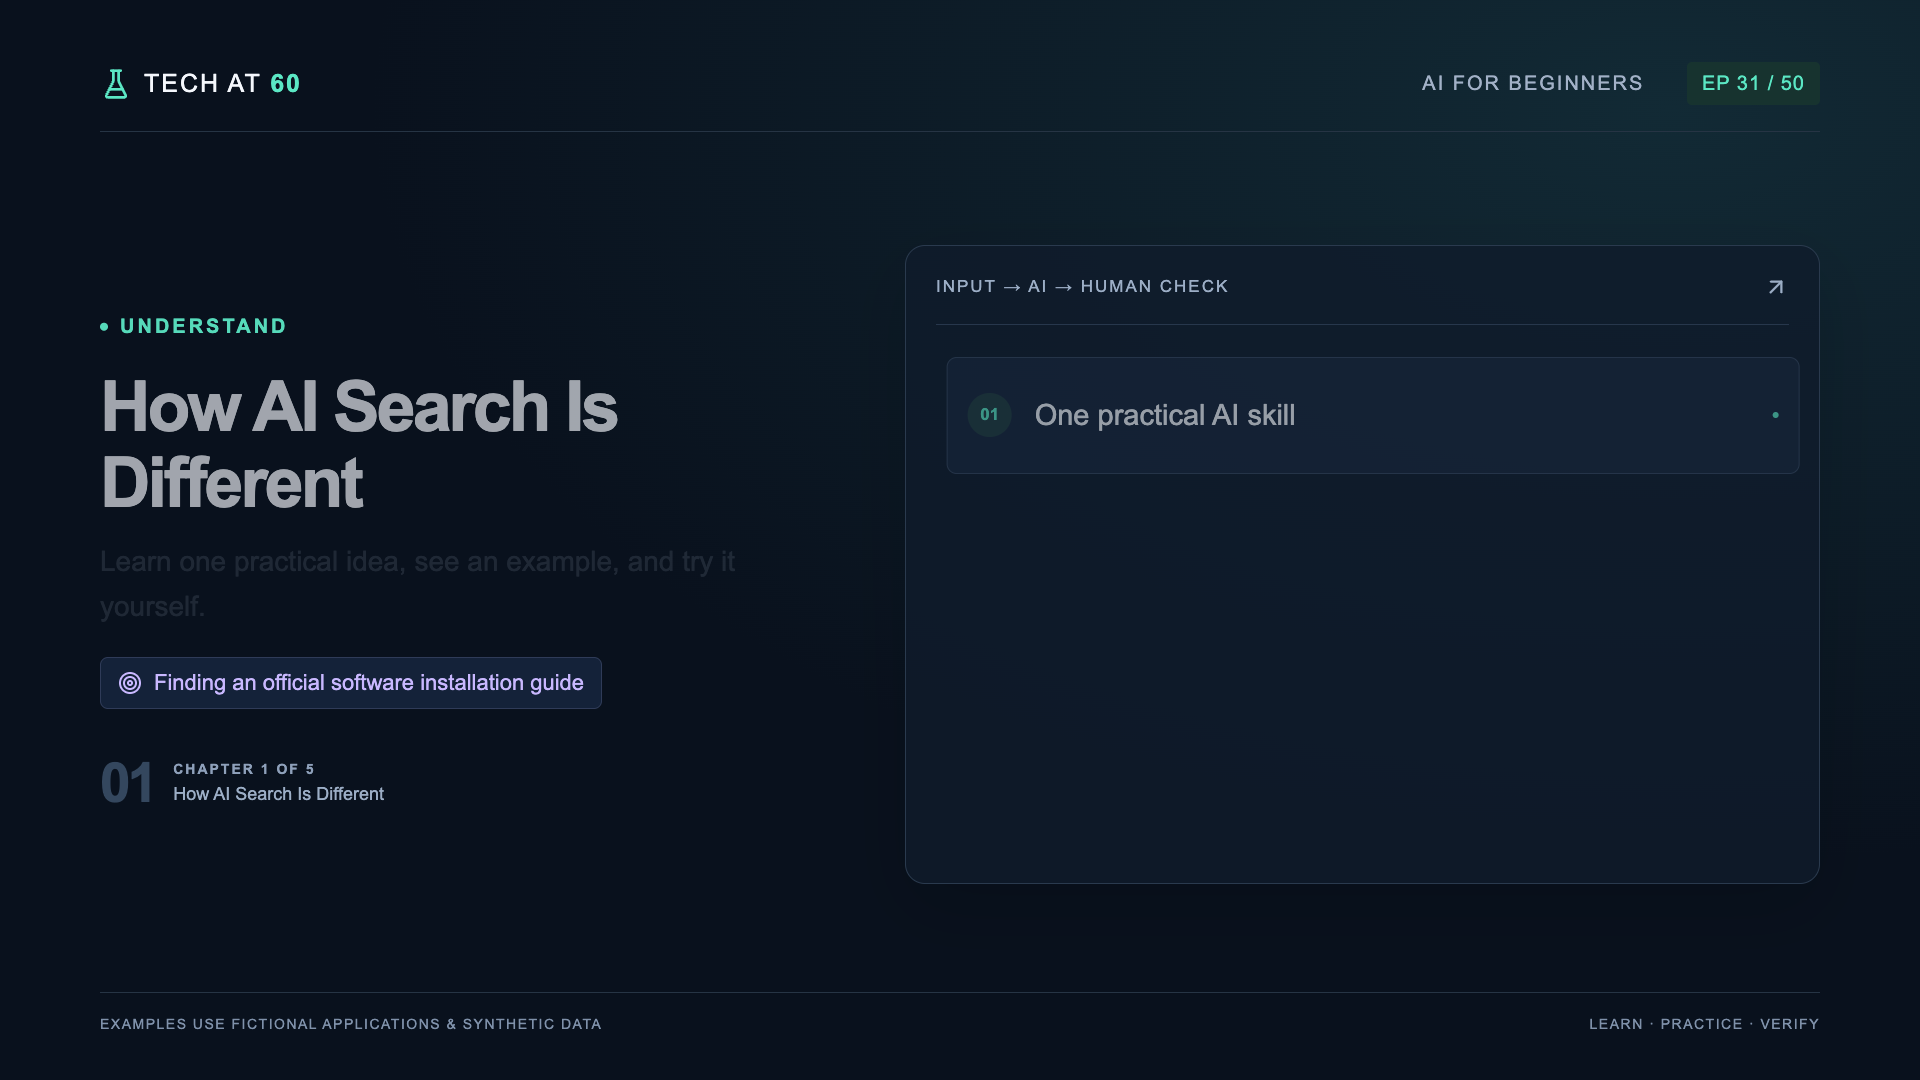 TECH AT 60
AI FOR BEGINNERS
EP 31 / 50
UNDERSTAND
How AI Search Is
Different
Learn one practical idea, see an example, and try it
yourself.
Finding an official software installation guide
01
CHAPTER 1 OF 5
How AI Search Is Different
INPUT → AI → HUMAN CHECK
01
One practical AI skill
EXAMPLES USE FICTIONAL APPLICATIONS & SYNTHETIC DATA
LEARN · PRACTICE · VERIFY